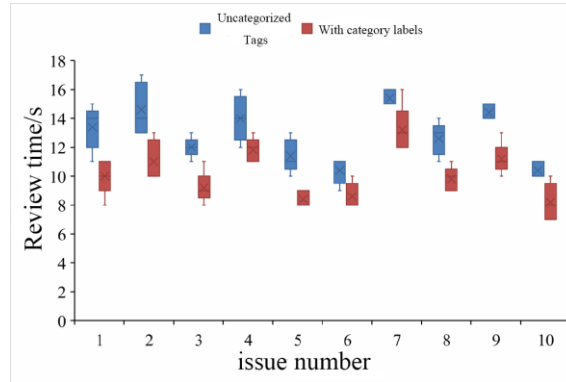 Uncategorized
Tags
With category labels
18
16
14
12
10
8
6
4
2
0
Review time/s
1 2 3 4 5 6 7 8 9 10
issue number